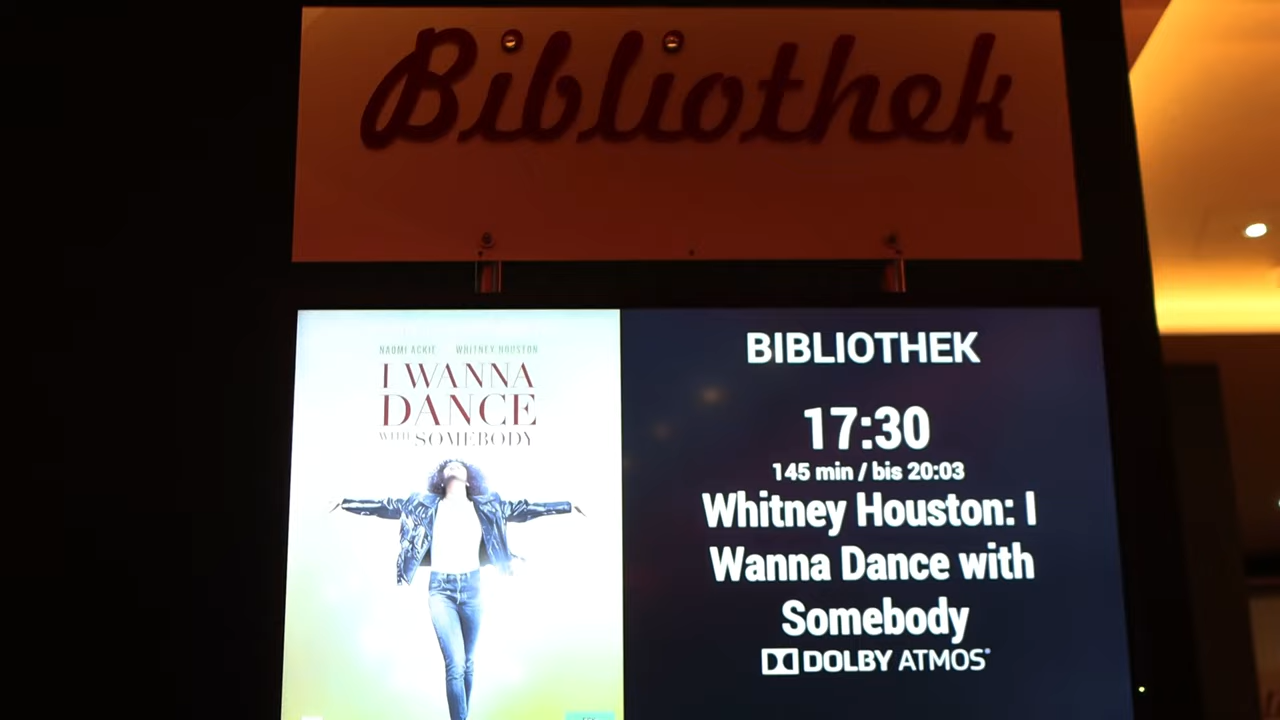 Bibliothek
NAOMI ACKIE WHITNEY HOUSTON
I WANNA
DANCE
WITH SOMEBODY
BIBLIOTHEK
17:30
145 min / bis 20:03
Whitney Houston: I
Wanna Dance with
Somebody
DOLBY ATMOS